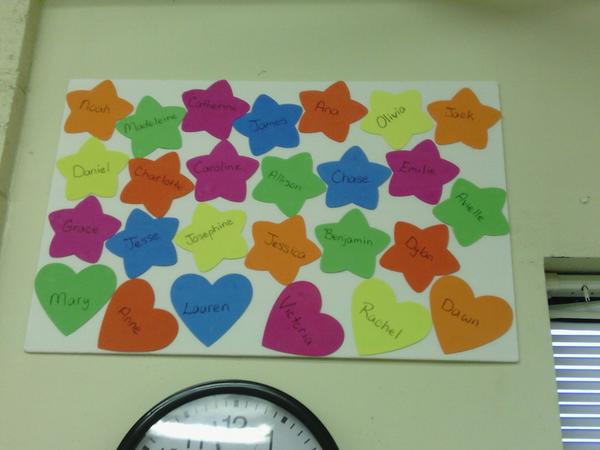 Noah
Madeleine
Catherine
James
Ana
Olivia
Jack
Daniel
Charlotte
Caroline
Allison
Chase
Emilie
Arielle
Grace
Jesse
Josephine
Jessica
Benjamin
Dylan
Mary
Anne
Lauren
Victoria
Rachel
Dawn
12